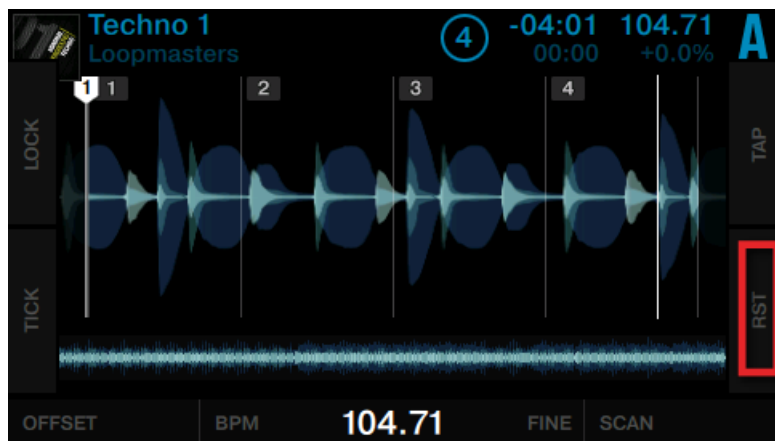 Techno 1
Loopmasters
4
-04:01
00:00
104.71
+0.0%
A
LOCK
TICK
1
1
2
3
4
TAP
RST
OFFSET
BPM
104.71
FINE
SCAN